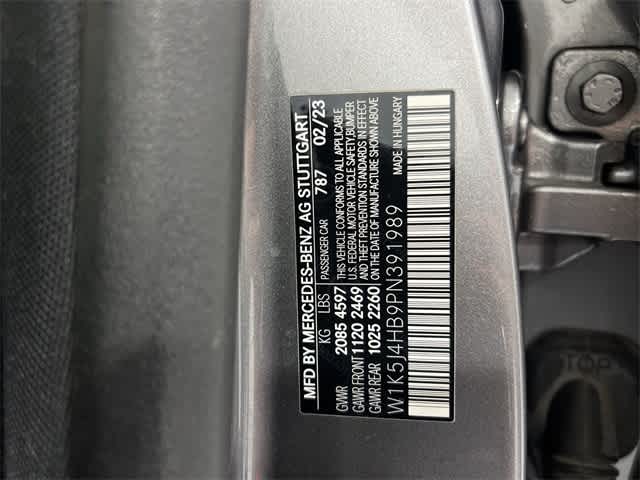 MFD BY MERCEDES-BENZ AG STUTTGART
KG LBS PASSENGER CAR 787 02/23
GVWR 2085 4597 THIS VEHICLE CONFORMS TO ALL APPLICABLE
GAWR FRONT 1120 2469 U.S. FEDERAL MOTOR VEHICLE SAFETY, BUMPER
AND THEFT PREVENTION STANDARDS IN EFFECT
GAWR REAR 1025 2260 ON THE DATE OF MANUFACTURE SHOWN ABOVE
MADE IN HUNGARY
W1K5J4HB9PN391989
STOP